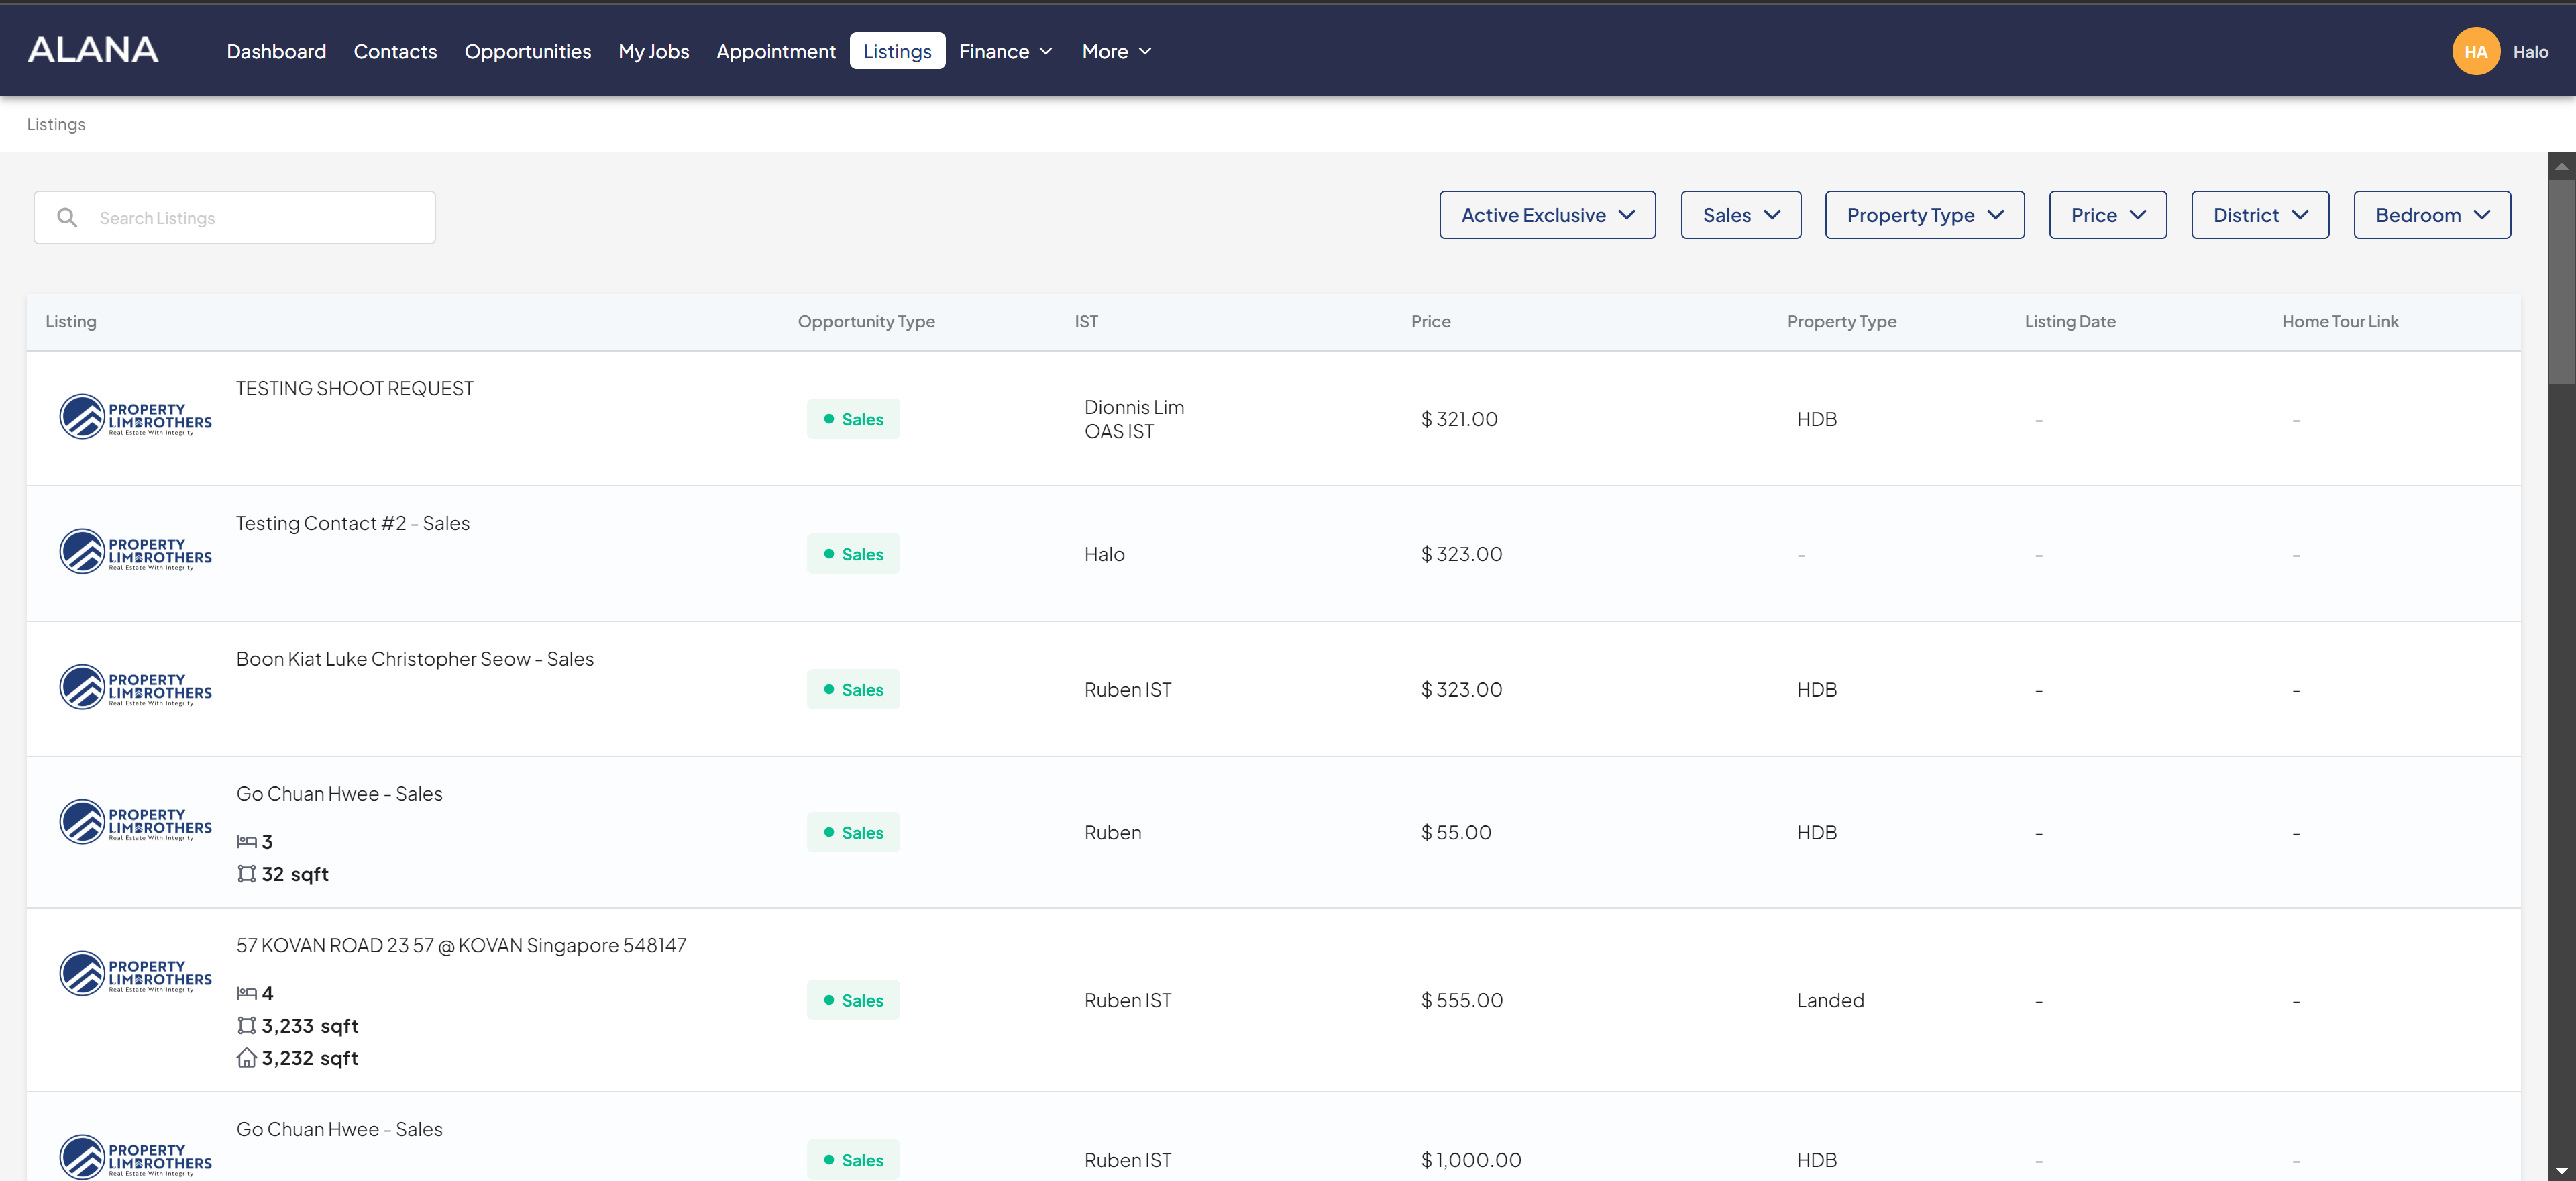 ALANA Dashboard Contacts Opportunities My Jobs Appointment Listings Finance More HA Halo
Listings
Search Listings Active Exclusive Sales Property Type Price District Bedroom
Listing Opportunity Type IST Price Property Type Listing Date Home Tour Link
TESTING SHOOT REQUEST
PROPERTY
LIMBROTHERS
Real Estate With Integrity
Sales
Dionnis Lim
OAS IST
$ 321.00
HDB
-
-
Testing Contact #2 - Sales
PROPERTY
LIMBROTHERS
Real Estate With Integrity
Sales
Halo
$ 323.00
-
-
-
Boon Kiat Luke Christopher Seow - Sales
PROPERTY
LIMBROTHERS
Real Estate With Integrity
Sales
Ruben IST
$ 323.00
HDB
-
-
Go Chuan Hwee - Sales
PROPERTY
LIMBROTHERS
Real Estate With Integrity
3
32 sqft
Sales
Ruben
$ 55.00
HDB
-
-
57 KOVAN ROAD 23 57 @ KOVAN Singapore 548147
PROPERTY
LIMBROTHERS
Real Estate With Integrity
4
3,233 sqft
3,232 sqft
Sales
Ruben IST
$ 555.00
Landed
-
-
Go Chuan Hwee - Sales
PROPERTY
LIMBROTHERS
Real Estate With Integrity
Sales
Ruben IST
$ 1,000.00
HDB
-
-